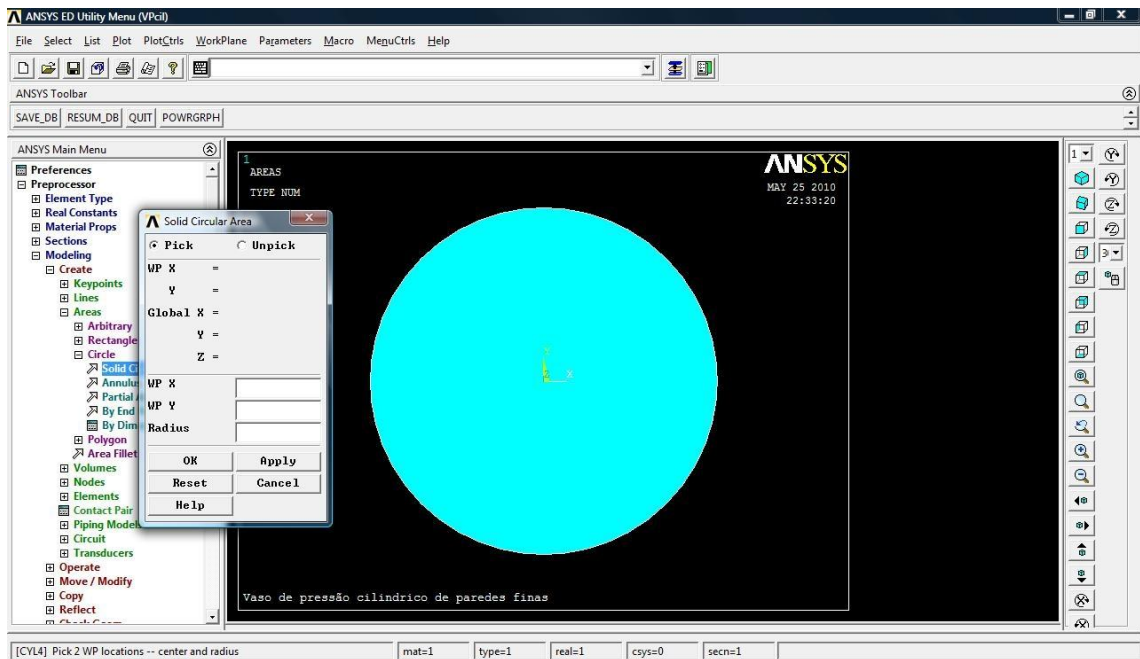 ANSYS ED Utility Menu (VPcil)
File Select List Plot PlotCtrls WorkPlane Parameters Macro MenuCtrls Help
ANSYS Toolbar
SAVE_DB RESUM_DB QUIT POWRGRPH
ANSYS Main Menu
Preferences
Preprocessor
Element Type
Real Constants
Material Props
Sections
Modeling
Create
Keypoints
Lines
Areas
Arbitrary
Rectangle
Circle
Solid
Annulus
Partial
By End
By
Polygon
Area Fillet
Volumes
Nodes
Elements
Contact Pair
Piping Models
Circuit
Transducers
Operate
Move / Modify
Copy
Reflect
Solid Circular Area
Pick Unpick
WP X =
Y =
Global X =
Y =
Z =
WP X
WP Y
Radius
OK Apply
Reset Cancel
Help
1
AREAS
TYPE NUM
ANSYS
MAY 25 2010
22:33:20
Y
Z X
Vaso de pressão cilindrico de paredes finas
1
[CYL4] Pick 2 WP locations -- center and radius
mat=1 type=1 real=1 csys=0 secn=1